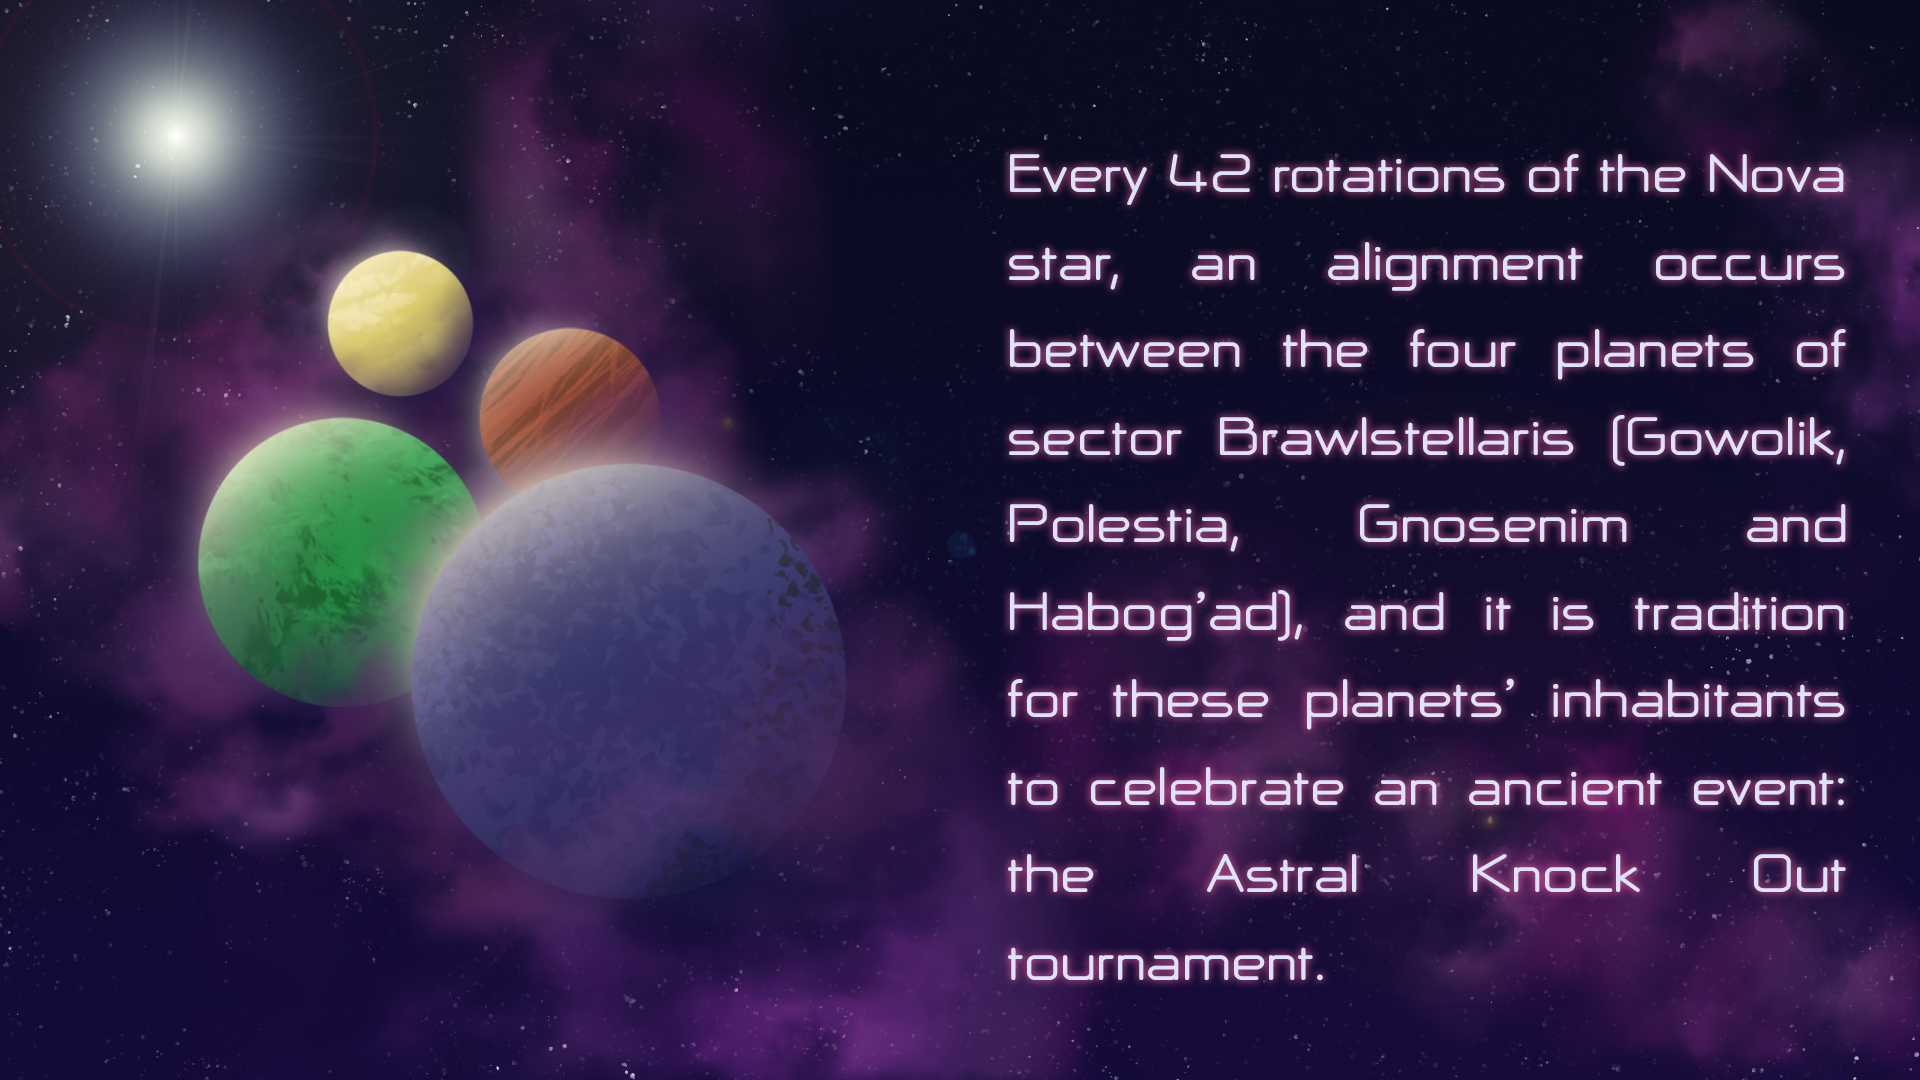 Every 42 rotations of the Nova
star, an alignment occurs
between the four planets of
sector Brawlstellaris (Gowolik,
Polestia, Gnosenim and
Habog’ad), and it is tradition
for these planets’ inhabitants
to celebrate an ancient event:
the Astral Knock Out
tournament.